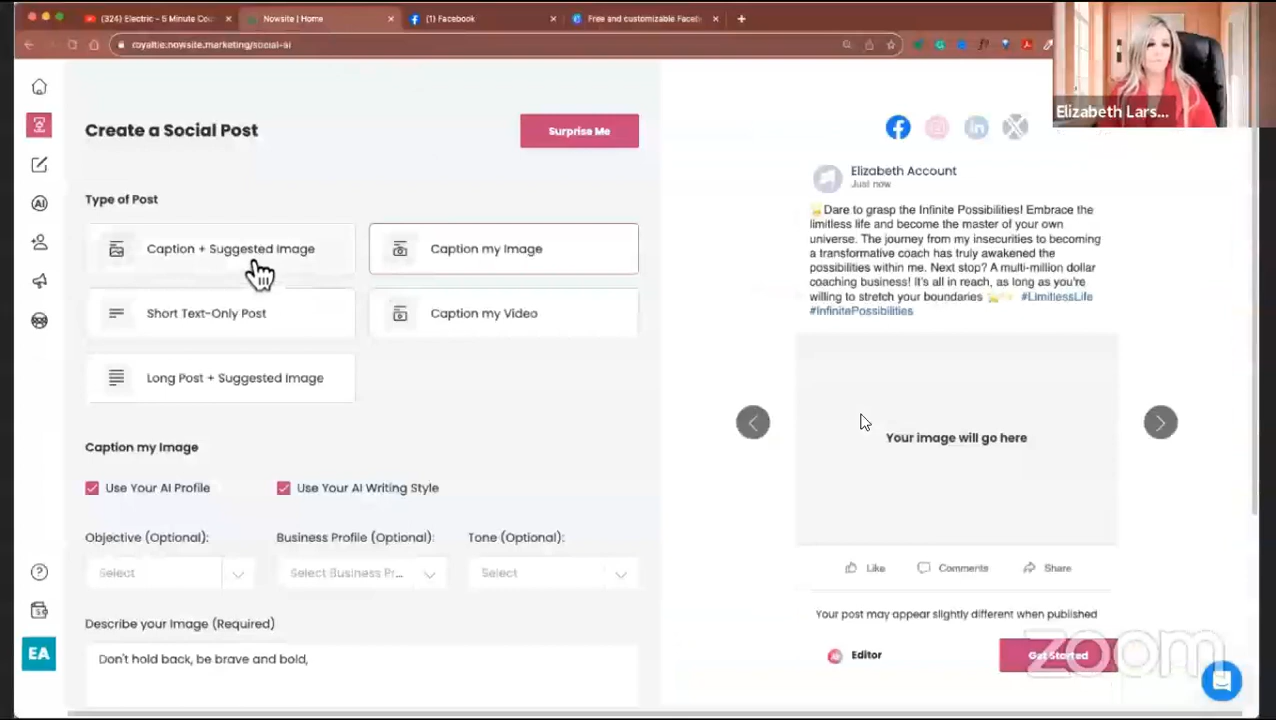 (324) Electric - 5 Minute Cou
Nowsite | Home
(1) Facebook
Free and customizable Faceb
royaltie.nowsite.marketing/social-ai
Elizabeth Lars...
Create a Social Post
Surprise Me
Type of Post
Caption + Suggested Image
Caption my Image
Short Text-Only Post
Caption my Video
Long Post + Suggested Image
Caption my Image
Use Your AI Profile
Use Your AI Writing Style
Objective (Optional):
Business Profile (Optional):
Tone (Optional):
Select
Select Business Pr...
Select
Describe your Image (Required)
Don't hold back, be brave and bold,
AI
EA
Elizabeth Account
Just now
Dare to grasp the Infinite Possibilities! Embrace the
limitless life and become the master of your own
universe. The journey from my insecurities to becoming
a transformative coach has truly awakened the
possibilities within me. Next stop? A multi-million dollar
coaching business! It's all in reach, as long as you're
willing to stretch your boundaries #LimitlessLife
#InfinitePossibilities
Your image will go here
Like
Comments
Share
Your post may appear slightly different when published
Editor
Get Started
zoom